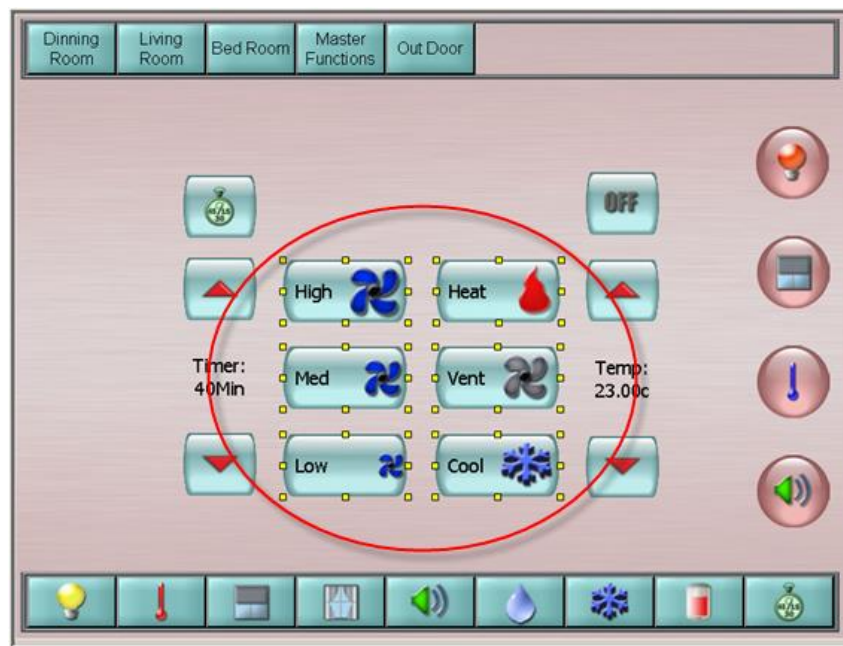 Dinning Room
Living Room
Bed Room
Master Functions
Out Door
OFF
High
Heat
Timer:
40Min
Med
Vent
Temp:
23.00c
Low
Cool